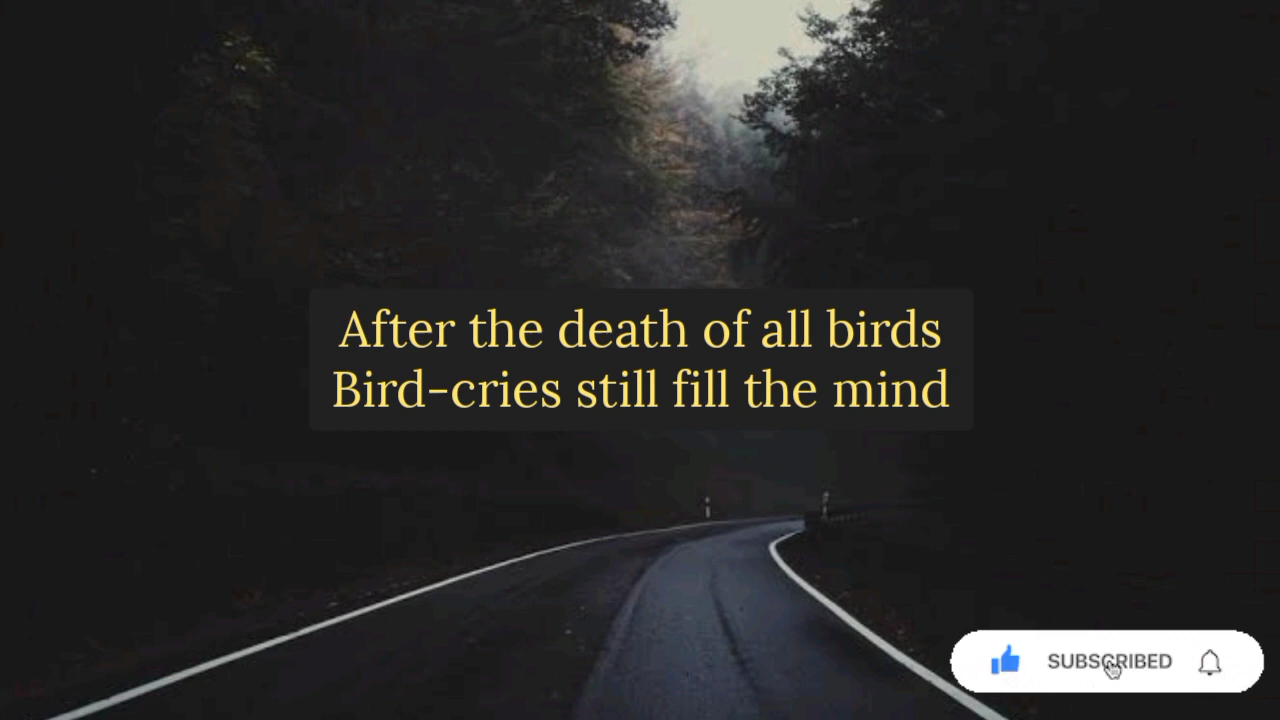 After the death of all birds
Bird-cries still fill the mind
SUBSCRIBED